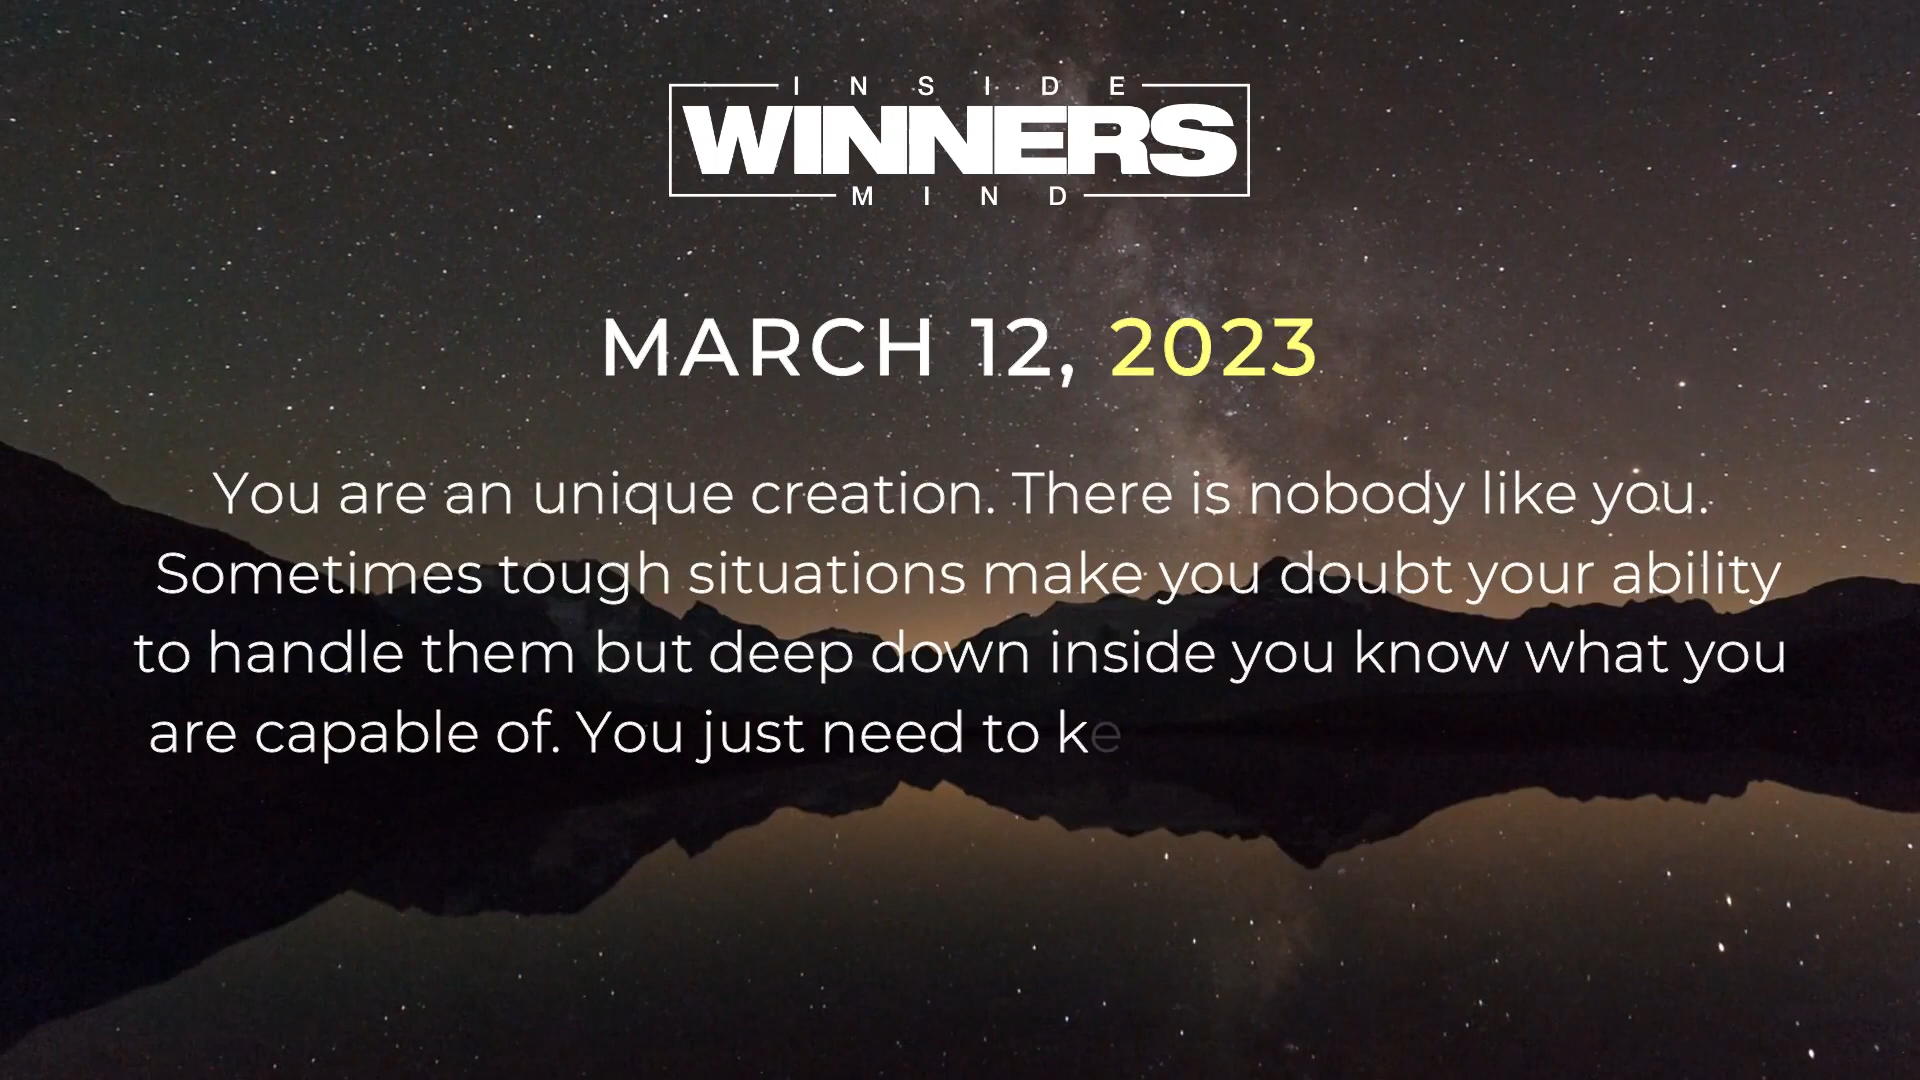 INSIDE
WINNERS
MIND
MARCH 12, 2023
You are an unique creation. There is nobody like you.
Sometimes tough situations make you doubt your ability
to handle them but deep down inside you know what you
are capable of. You just need to ke